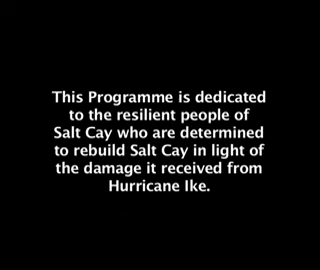 This Programme is dedicated
to the resilient people of
Salt Cay who are determined
to rebuild Salt Cay in light of
the damage it received from
Hurricane Ike.